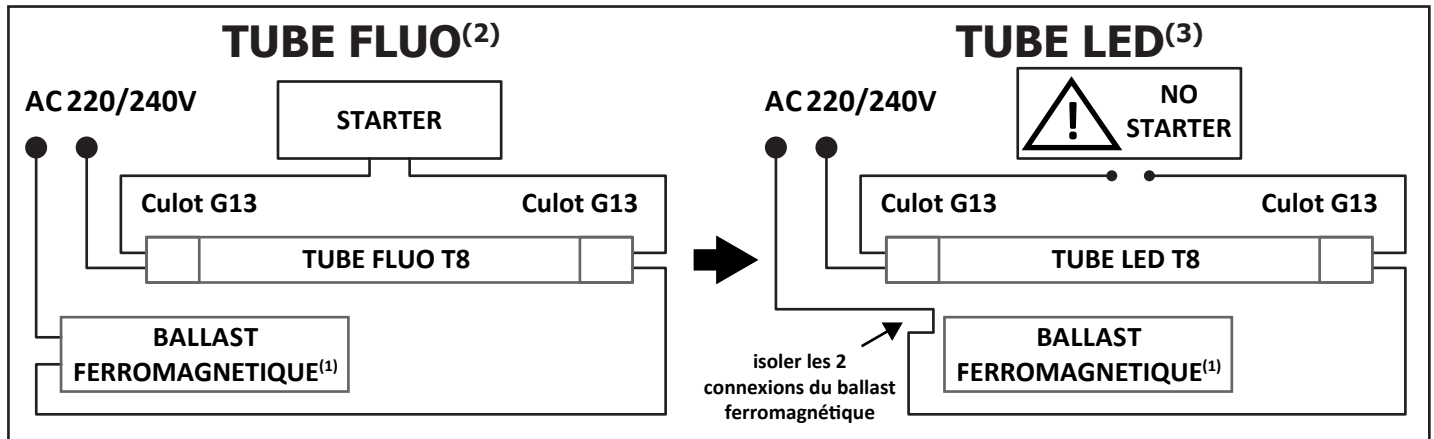 TUBE FLUO(2)
AC 220/240V
STARTER
Culot G13
Culot G13
TUBE FLUO T8
BALLAST
FERROMAGNETIQUE(1)
TUBE LED(3)
AC 220/240V
!
NO
STARTER
Culot G13
Culot G13
TUBE LED T8
isoler les 2
connexions du ballast
ferromagnétique
BALLAST
FERROMAGNETIQUE(1)